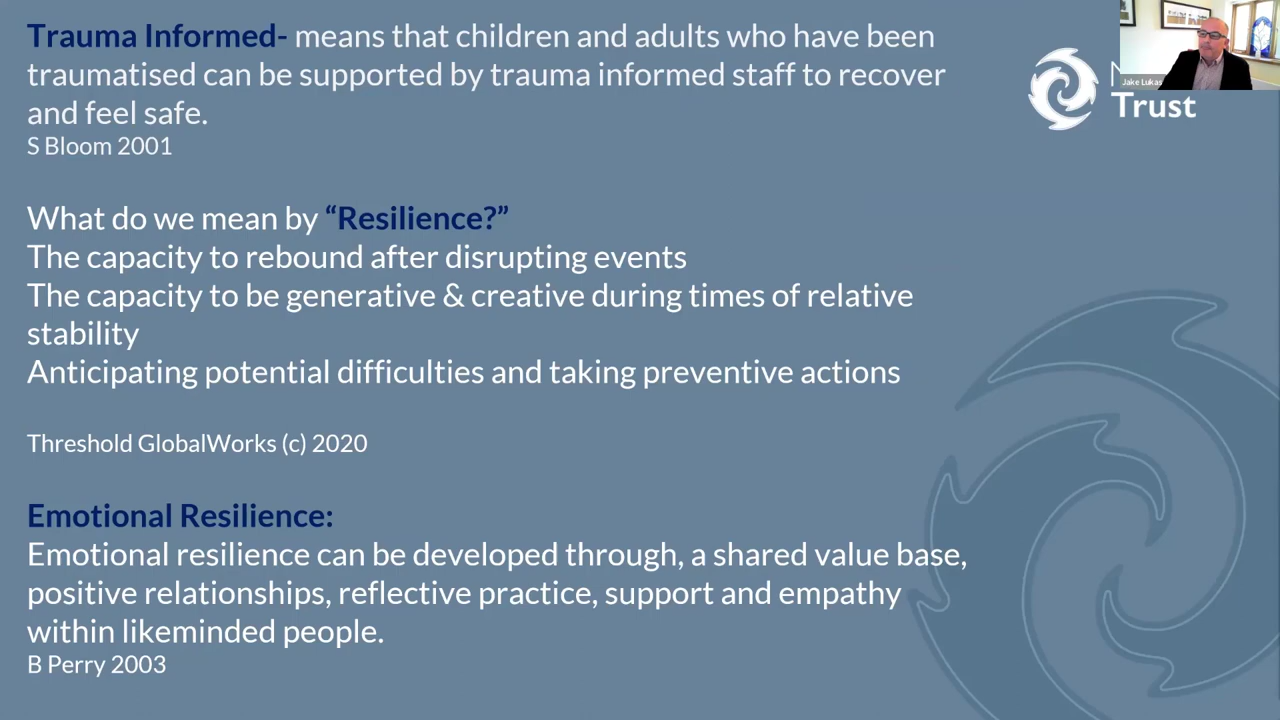 Trauma Informed- means that children and adults who have been
traumatised can be supported by trauma informed staff to recover
and feel safe.
S Bloom 2001
Jake Lukas
Trust
What do we mean by “Resilience?”
The capacity to rebound after disrupting events
The capacity to be generative & creative during times of relative
stability
Anticipating potential difficulties and taking preventive actions
Threshold GlobalWorks (c) 2020
Emotional Resilience:
Emotional resilience can be developed through, a shared value base,
positive relationships, reflective practice, support and empathy
within likeminded people.
B Perry 2003